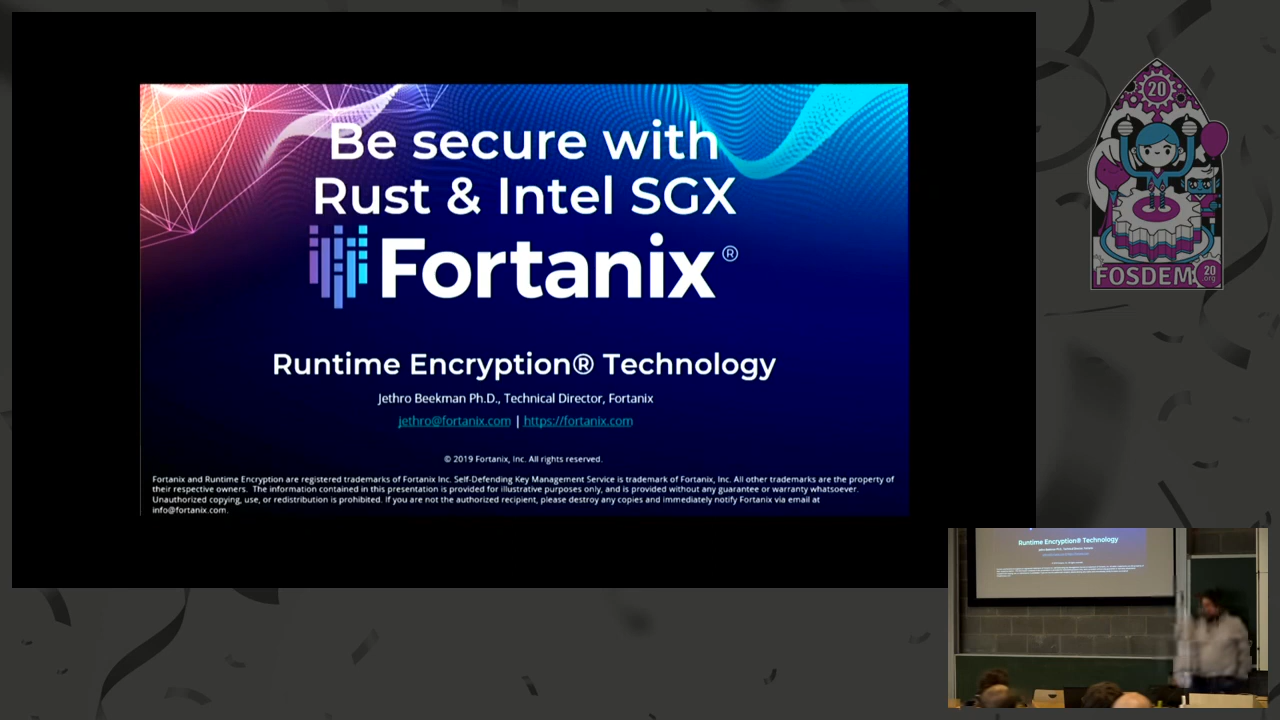 Be secure with
Rust & Intel SGX
Fortanix®
Runtime Encryption® Technology
Jethro Beekman Ph.D., Technical Director, Fortanix
jethro@fortanix.com | https://fortanix.com
© 2019 Fortanix, Inc. All rights reserved.
Fortanix and Runtime Encryption are registered trademarks of Fortanix Inc. Self-Defending Key Management Service is trademark of Fortanix, Inc. All other trademarks are the property of
their respective owners. The information contained in this presentation is provided for illustrative purposes only, and is provided without any guarantee or warranty whatsoever.
Unauthorized copying, use, or redistribution is prohibited. If you are not the authorized recipient, please destroy any copies and immediately notify Fortanix via email at
info@fortanix.com.
20
FOSDEM
20
.org
Runtime Encryption® Technology